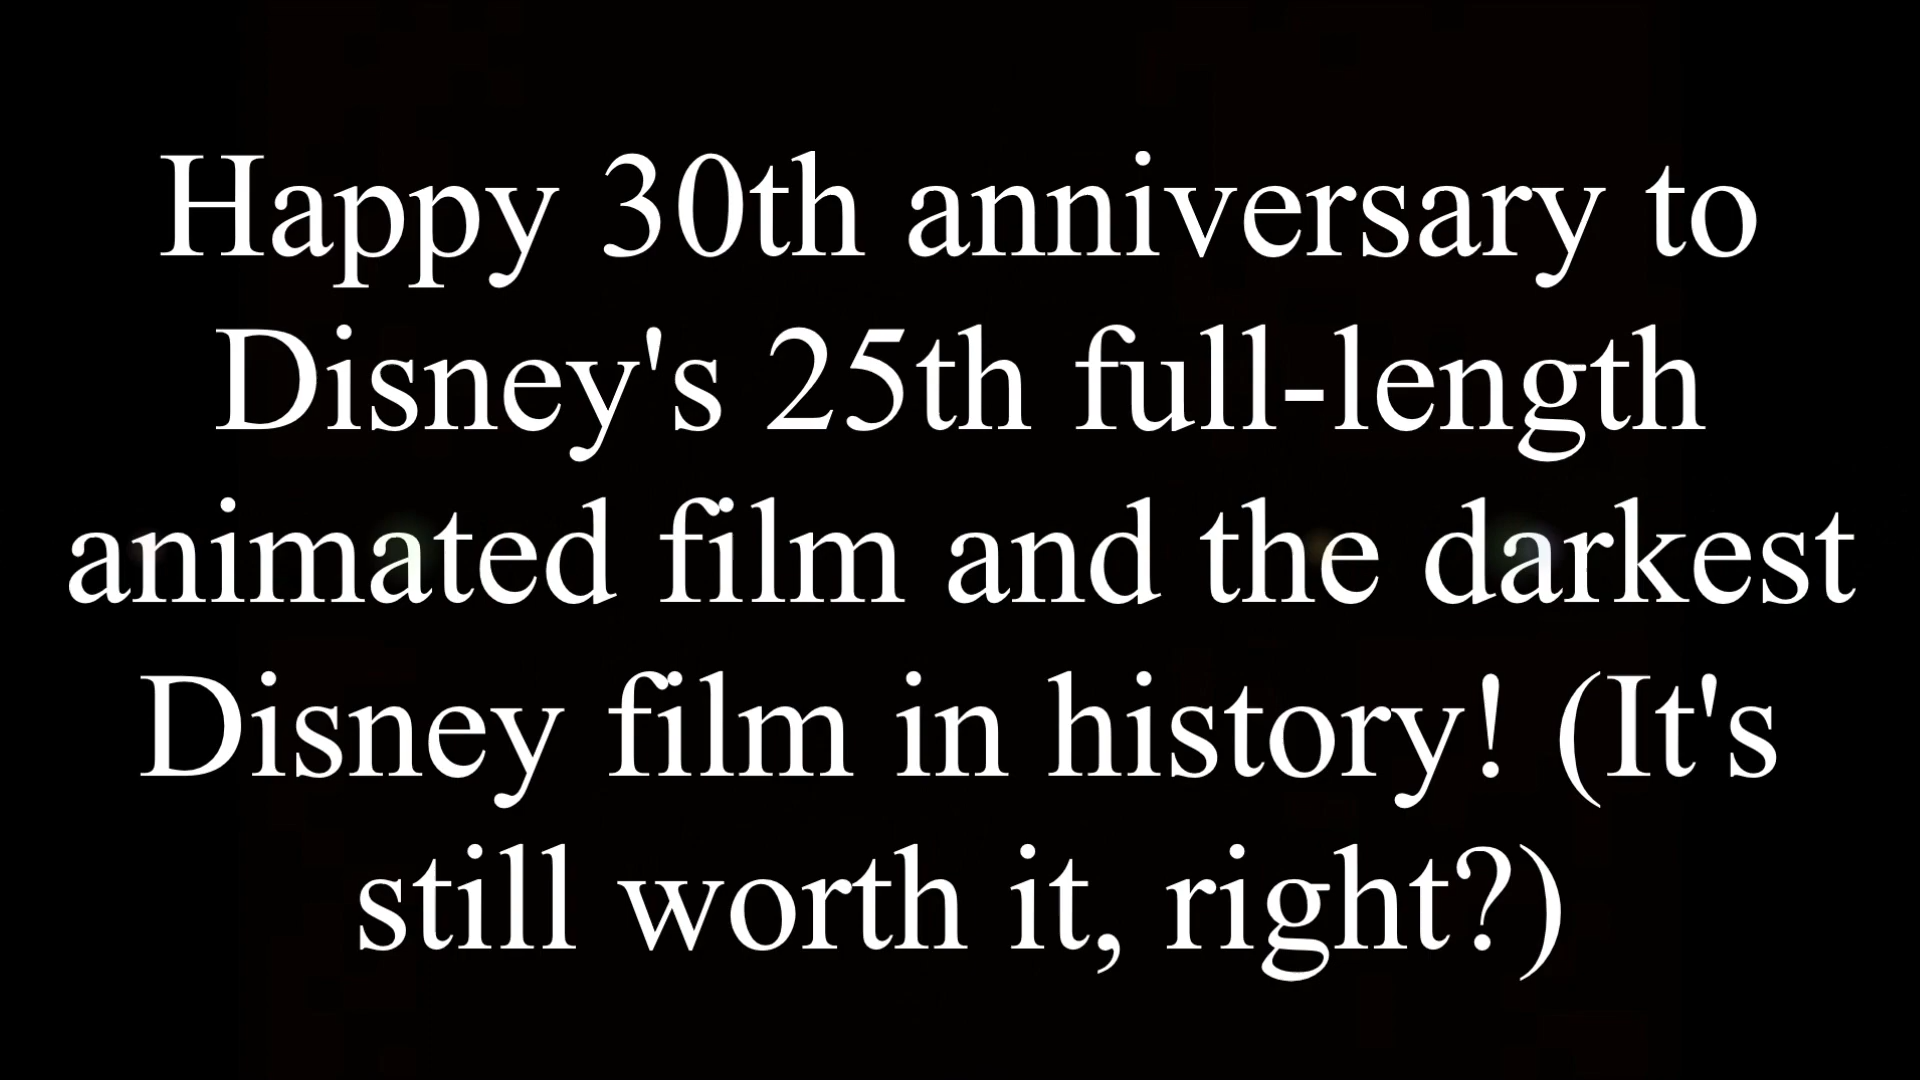 Happy 30th anniversary to
Disney's 25th full-length
animated film and the darkest
Disney film in history! (It's
still worth it, right?)